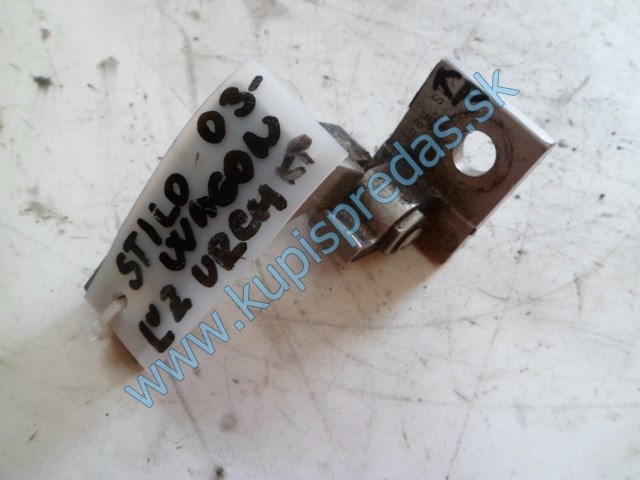 STILO 03-
WAGON
L'Z VRCH
www.kupispredas.sk